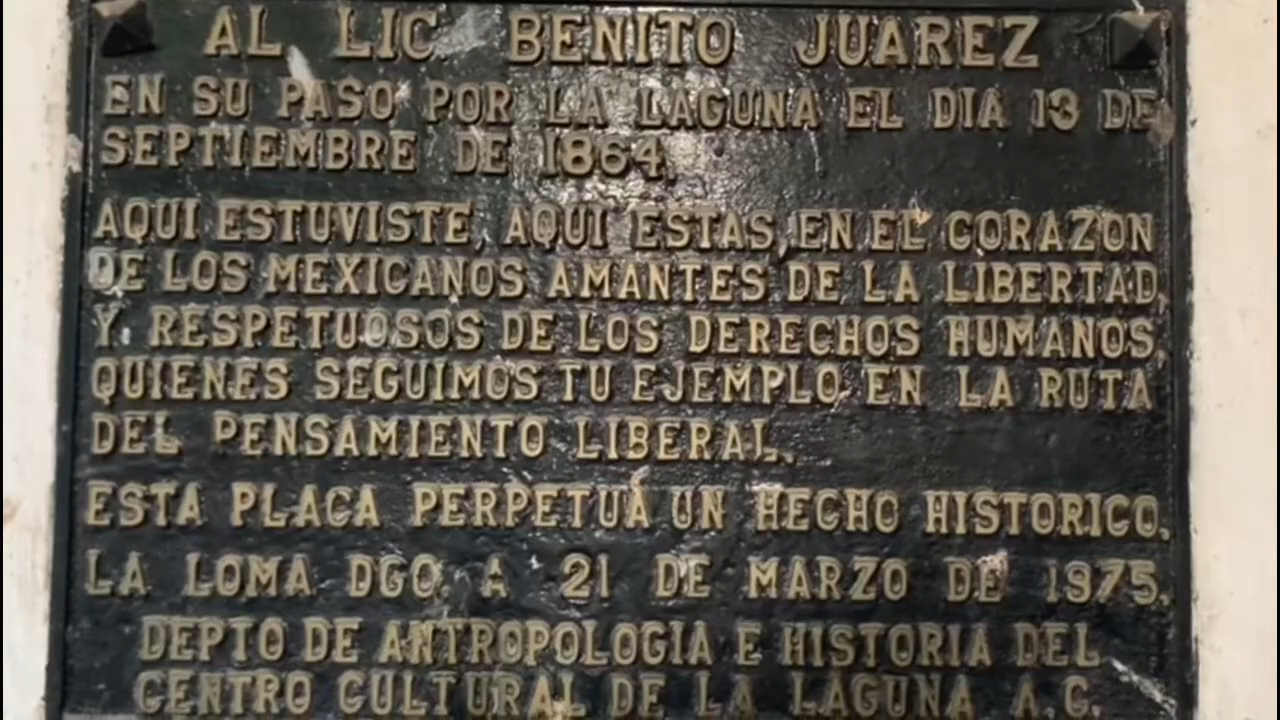 AL LIC. BENITO JUAREZ
EN SU PASO POR LA LAGUNA EL DIA 13 DE
SEPTIEMBRE DE 1864,
AQUI ESTUVISTE, AQUI ESTAS, EN EL CORAZON
DE LOS MEXICANOS AMANTES DE LA LIBERTAD,
Y RESPETUOSOS DE LOS DERECHOS HUMANOS,
QUIENES SEGUIMOS TU EJEMPLO EN LA RUTA
DEL PENSAMIENTO LIBERAL.
ESTA PLACA PERPETUA UN HECHO HISTORICO.
LA LOMA DGO. A 21 DE MARZO DE 1975.
DEPTO DE ANTROPOLOGIA E HISTORIA DEL
CENTRO CULTURAL DE LA LAGUNA A.C.